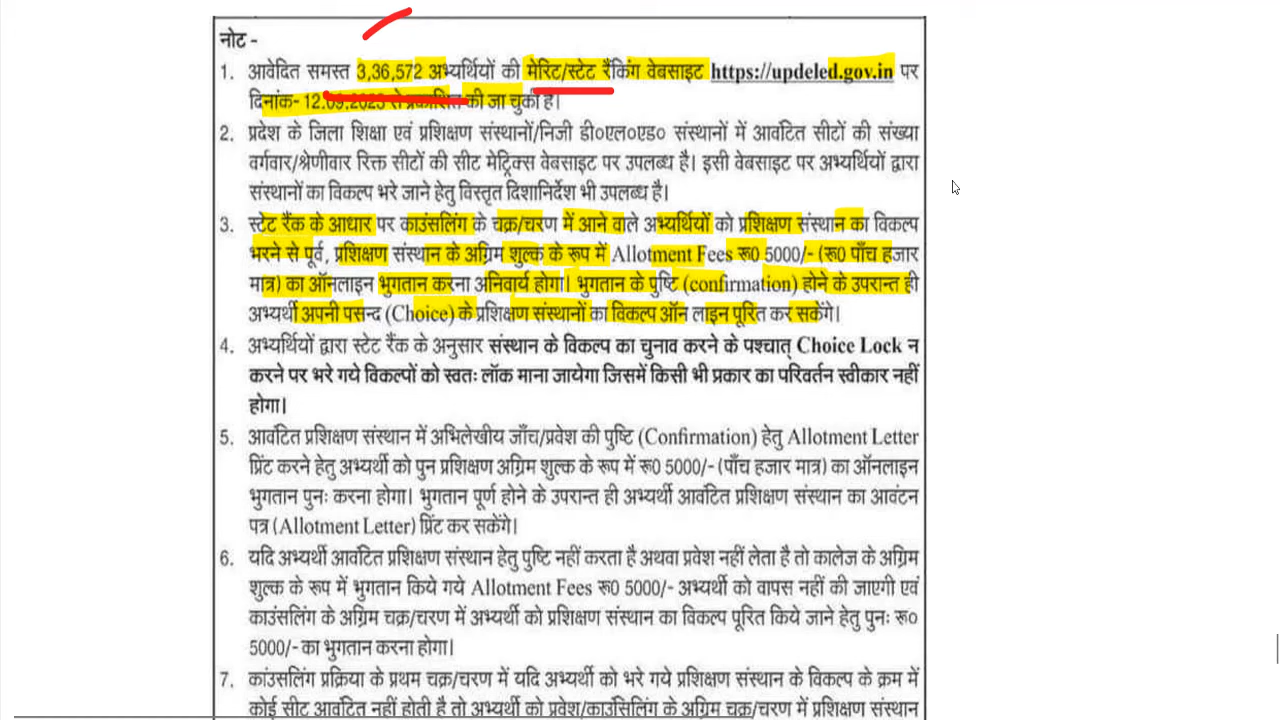 नोट -
1. आवेदित समस्त 3,36,572 अभ्यर्थियों की मेरिट/स्टेट रैंकिंग वेबसाइट https://updeled.gov.in पर
दिनांक- 12.09.2023 से प्रकाशित की जा चुकी है।
2. प्रदेश के जिला शिक्षा एवं प्रशिक्षण संस्थानों/निजी डी०एल०एड० संस्थानों में आवंटित सीटों की संख्या
वर्गवार/श्रेणीवार रिक्त सीटों की सीट मेट्रिक्स वेबसाइट पर उपलब्ध है। इसी वेबसाइट पर अभ्यर्थियों द्वारा
संस्थानों का विकल्प भरे जाने हेतु विस्तृत दिशानिर्देश भी उपलब्ध है।
3. स्टेट रैंक के आधार पर काउंसलिंग के चक्र/चरण में आने वाले अभ्यर्थियों को प्रशिक्षण संस्थान का विकल्प
भरने से पूर्व, प्रशिक्षण संस्थान के अग्रिम शुल्क के रूप में Allotment Fees रू0 5000/- (रू0 पाँच हजार
मात्र) का ऑनलाइन भुगतान करना अनिवार्य होगा। भुगतान के पुष्टि (confirmation) होने के उपरान्त ही
अभ्यर्थी अपनी पसन्द (Choice) के प्रशिक्षण संस्थानों का विकल्प ऑन लाइन पूरित कर सकेंगे।
4. अभ्यर्थियों द्वारा स्टेट रैंक के अनुसार संस्थान के विकल्प का चुनाव करने के पश्चात् Choice Lock न
करने पर भरे गये विकल्पों को स्वतः लॉक माना जायेगा जिसमें किसी भी प्रकार का परिवर्तन स्वीकार नहीं
होगा।
5. आवंटित प्रशिक्षण संस्थान में अभिलेखीय जाँच/प्रवेश की पुष्टि (Confirmation) हेतु Allotment Letter
प्रिंट करने हेतु अभ्यर्थी को पुन प्रशिक्षण अग्रिम शुल्क के रूप में रू0 5000/- (पाँच हजार मात्र) का ऑनलाइन
भुगतान पुनः करना होगा। भुगतान पूर्ण होने के उपरान्त ही अभ्यर्थी आवंटित प्रशिक्षण संस्थान का आवंटन
पत्र (Allotment Letter) प्रिंट कर सकेंगे।
6. यदि अभ्यर्थी आवंटित प्रशिक्षण संस्थान हेतु पुष्टि नहीं करता है अथवा प्रवेश नहीं लेता है तो कालेज के अग्रिम
शुल्क के रूप में भुगतान किये गये Allotment Fees रू0 5000/- अभ्यर्थी को वापस नहीं की जाएगी एवं
काउंसलिंग के अग्रिम चक्र/चरण में अभ्यर्थी को प्रशिक्षण संस्थान का विकल्प पूरित किये जाने हेतु पुनः रू०
5000/- का भुगतान करना होगा।
7. कांउसलिंग प्रक्रिया के प्रथम चक्र/चरण में यदि अभ्यर्थी को भरे गये प्रशिक्षण संस्थान के विकल्प के क्रम में
कोई सीट आवंटित नहीं होती है तो अभ्यर्थी को प्रवेश/काउंसिलिंग के अग्रिम चक्र/चरण में प्रशिक्षण संस्थान